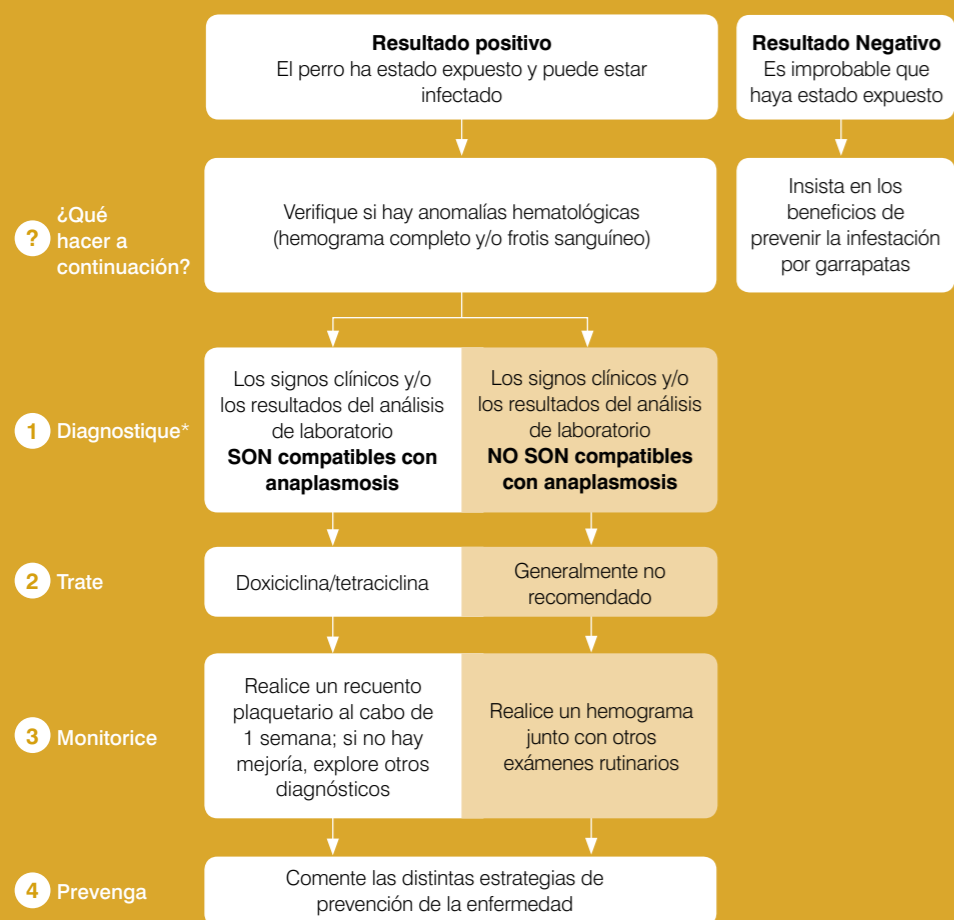 Resultado positivo
El perro ha estado expuesto y puede estar
infectado
Resultado Negativo
Es improbable que
haya estado expuesto
?
¿Qué
hacer a
continuación?
Verifique si hay anomalías hematológicas
(hemograma completo y/o frotis sanguíneo)
Insista en los
beneficios de
prevenir la infestación
por garrapatas
1 Diagnostique*
Los signos clínicos y/o
los resultados del análisis
de laboratorio
SON compatibles con
anaplasmosis
Los signos clínicos y/o
los resultados del análisis
de laboratorio
NO SON compatibles
con anaplasmosis
2 Trate
Doxiciclina/tetraciclina
Generalmente no
recomendado
3 Monitorice
Realice un recuento
plaquetario al cabo de
1 semana; si no hay
mejoría, explore otros
diagnósticos
Realice un hemograma
junto con otros
exámenes rutinarios
4 Prevenga
Comente las distintas estrategias de
prevención de la enfermedad